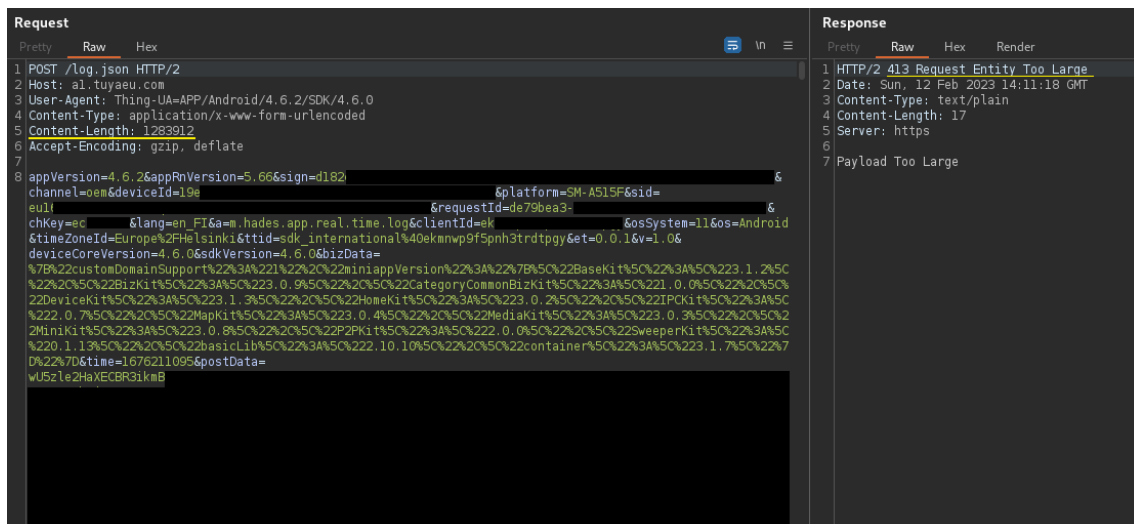 Request
Pretty Raw Hex
\n
1 POST /log.json HTTP/2
2 Host: a1.tuyaeu.com
3 User-Agent: Thing-UA=APP/Android/4.6.2/SDK/4.6.0
4 Content-Type: application/x-www-form-urlencoded
5 Content-Length: 1283912
6 Accept-Encoding: gzip, deflate
7
8 appVersion=4.6.2&appRnVersion=5.66&sign=d182 &
channel=oem&deviceId=19e &platform=SM-A515F&sid=
eu16 &requestId=de79bea3- &
chKey=ec &lang=en_FI&a=m.hades.app.real.time.log&clientId=ek &osSystem=11&os=Android
&timeZoneId=Europe%2FHelsinki&ttid=sdk_international%40ekmnwp9f5pnh3trdtpgy&et=0.0.1&v=1.0&
deviceCoreVersion=4.6.0&sdkVersion=4.6.0&bizData=
%7B%22customDomainSupport%22%3A%221%22%2C%22miniappVersion%22%3A%22%7B%5C%22BaseKit%5C%22%3A%5C%223.1.2%5C
%22%2C%5C%22BizKit%5C%22%3A%5C%223.0.9%5C%22%2C%5C%22CategoryCommonBizKit%5C%22%3A%5C%221.0.0%5C%22%2C%5C%
22DeviceKit%5C%22%3A%5C%223.1.3%5C%22%2C%5C%22HomeKit%5C%22%3A%5C%223.0.2%5C%22%2C%5C%22IPCKit%5C%22%3A%5C
%222.0.7%5C%22%2C%5C%22MapKit%5C%22%3A%5C%223.0.4%5C%22%2C%5C%22MediaKit%5C%22%3A%5C%223.0.3%5C%22%2C%5C%2
2MiniKit%5C%22%3A%5C%223.0.8%5C%22%2C%5C%22P2PKit%5C%22%3A%5C%222.0.0%5C%22%2C%5C%22SweeperKit%5C%22%3A%5C
%220.1.13%5C%22%2C%5C%22basicLib%5C%22%3A%5C%222.10.10%5C%22%2C%5C%22container%5C%22%3A%5C%223.1.7%5C%22%7
D%22%7D&time=1676211095&postData=
wU5zle2HaXECBR3ikmB
Response
Pretty Raw Hex Render
1 HTTP/2 413 Request Entity Too Large
2 Date: Sun, 12 Feb 2023 14:11:18 GMT
3 Content-Type: text/plain
4 Content-Length: 17
5 Server: https
6
7 Payload Too Large